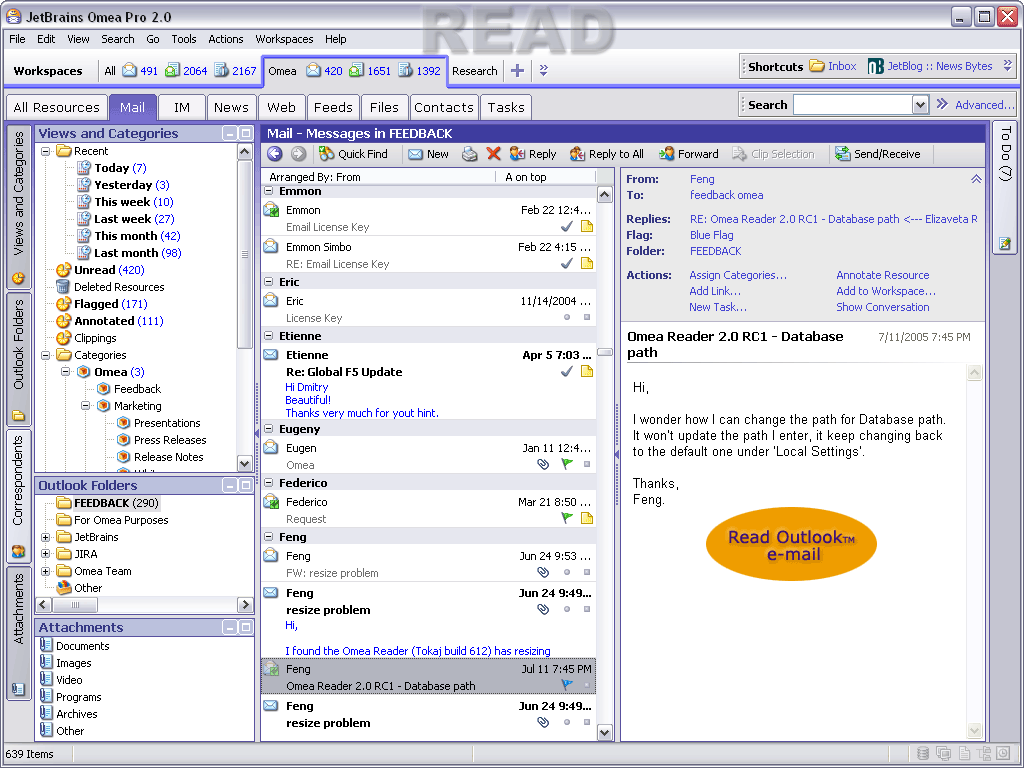 JetBrains Omea Pro 2.0
READ
File Edit View Search Go Tools Actions Workspaces Help
Workspaces All 491 2064 2167 Omea 420 1651 1392 Research
Shortcuts Inbox JetBlog :: News Bytes
All Resources Mail IM News Web Feeds Files Contacts Tasks
Search Advanced...
Views and Categories
Outlook Folders
Correspondents
Attachments
Views and Categories
Recent
Today (7)
Yesterday (3)
This week (10)
Last week (27)
This month (42)
Last month (98)
Unread (420)
Deleted Resources
Flagged (171)
Annotated (111)
Clippings
Categories
Omea (3)
Feedback
Marketing
Presentations
Press Releases
Release Notes
Outlook Folders
FEEDBACK (290)
For Omea Purposes
JetBrains
JIRA
Omea Team
Other
Attachments
Documents
Images
Video
Programs
Archives
Other
Mail - Messages in FEEDBACK
Quick Find New Reply Reply to All Forward Clip Selection Send/Receive
Arranged By: From A on top
Emmon
Emmon Feb 22 12:4...
Email License Key
Emmon Simbo Feb 22 4:15 ...
RE: Email License Key
Eric
Eric 11/14/2004 ...
License Key
Etienne
Etienne Apr 5 7:03 ...
Re: Global F5 Update
Hi Dmitry
Beautiful!
Thanks very much for yout hint.
Eugeny
Eugen Jan 11 12:4...
Omea
Federico
Federico Mar 21 8:50 ...
Request
Feng
Feng Jun 24 9:53 ...
FW: resize problem
Feng Jun 24 9:49...
resize problem
Hi,
I found the Omea Reader (Tokaj build 612) has resizing
Feng Jul 11 7:45 PM
Omea Reader 2.0 RC1 - Database path
Feng Jun 24 9:49...
resize problem
From: Feng
To: feedback omea
Replies: RE: Omea Reader 2.0 RC1 - Database path <--- Elizaveta R
Flag: Blue Flag
Folder: FEEDBACK
Actions: Assign Categories... Annotate Resource
Add Link... Add to Workspace...
New Task... Show Conversation
Omea Reader 2.0 RC1 - Database path 7/11/2005 7:45 PM
Hi,
I wonder how I can change the path for Database path.
It won't update the path I enter, it keep changing back
to the default one under 'Local Settings'.
Thanks,
Feng.
Read Outlook™
e-mail
To Do (7)
639 Items